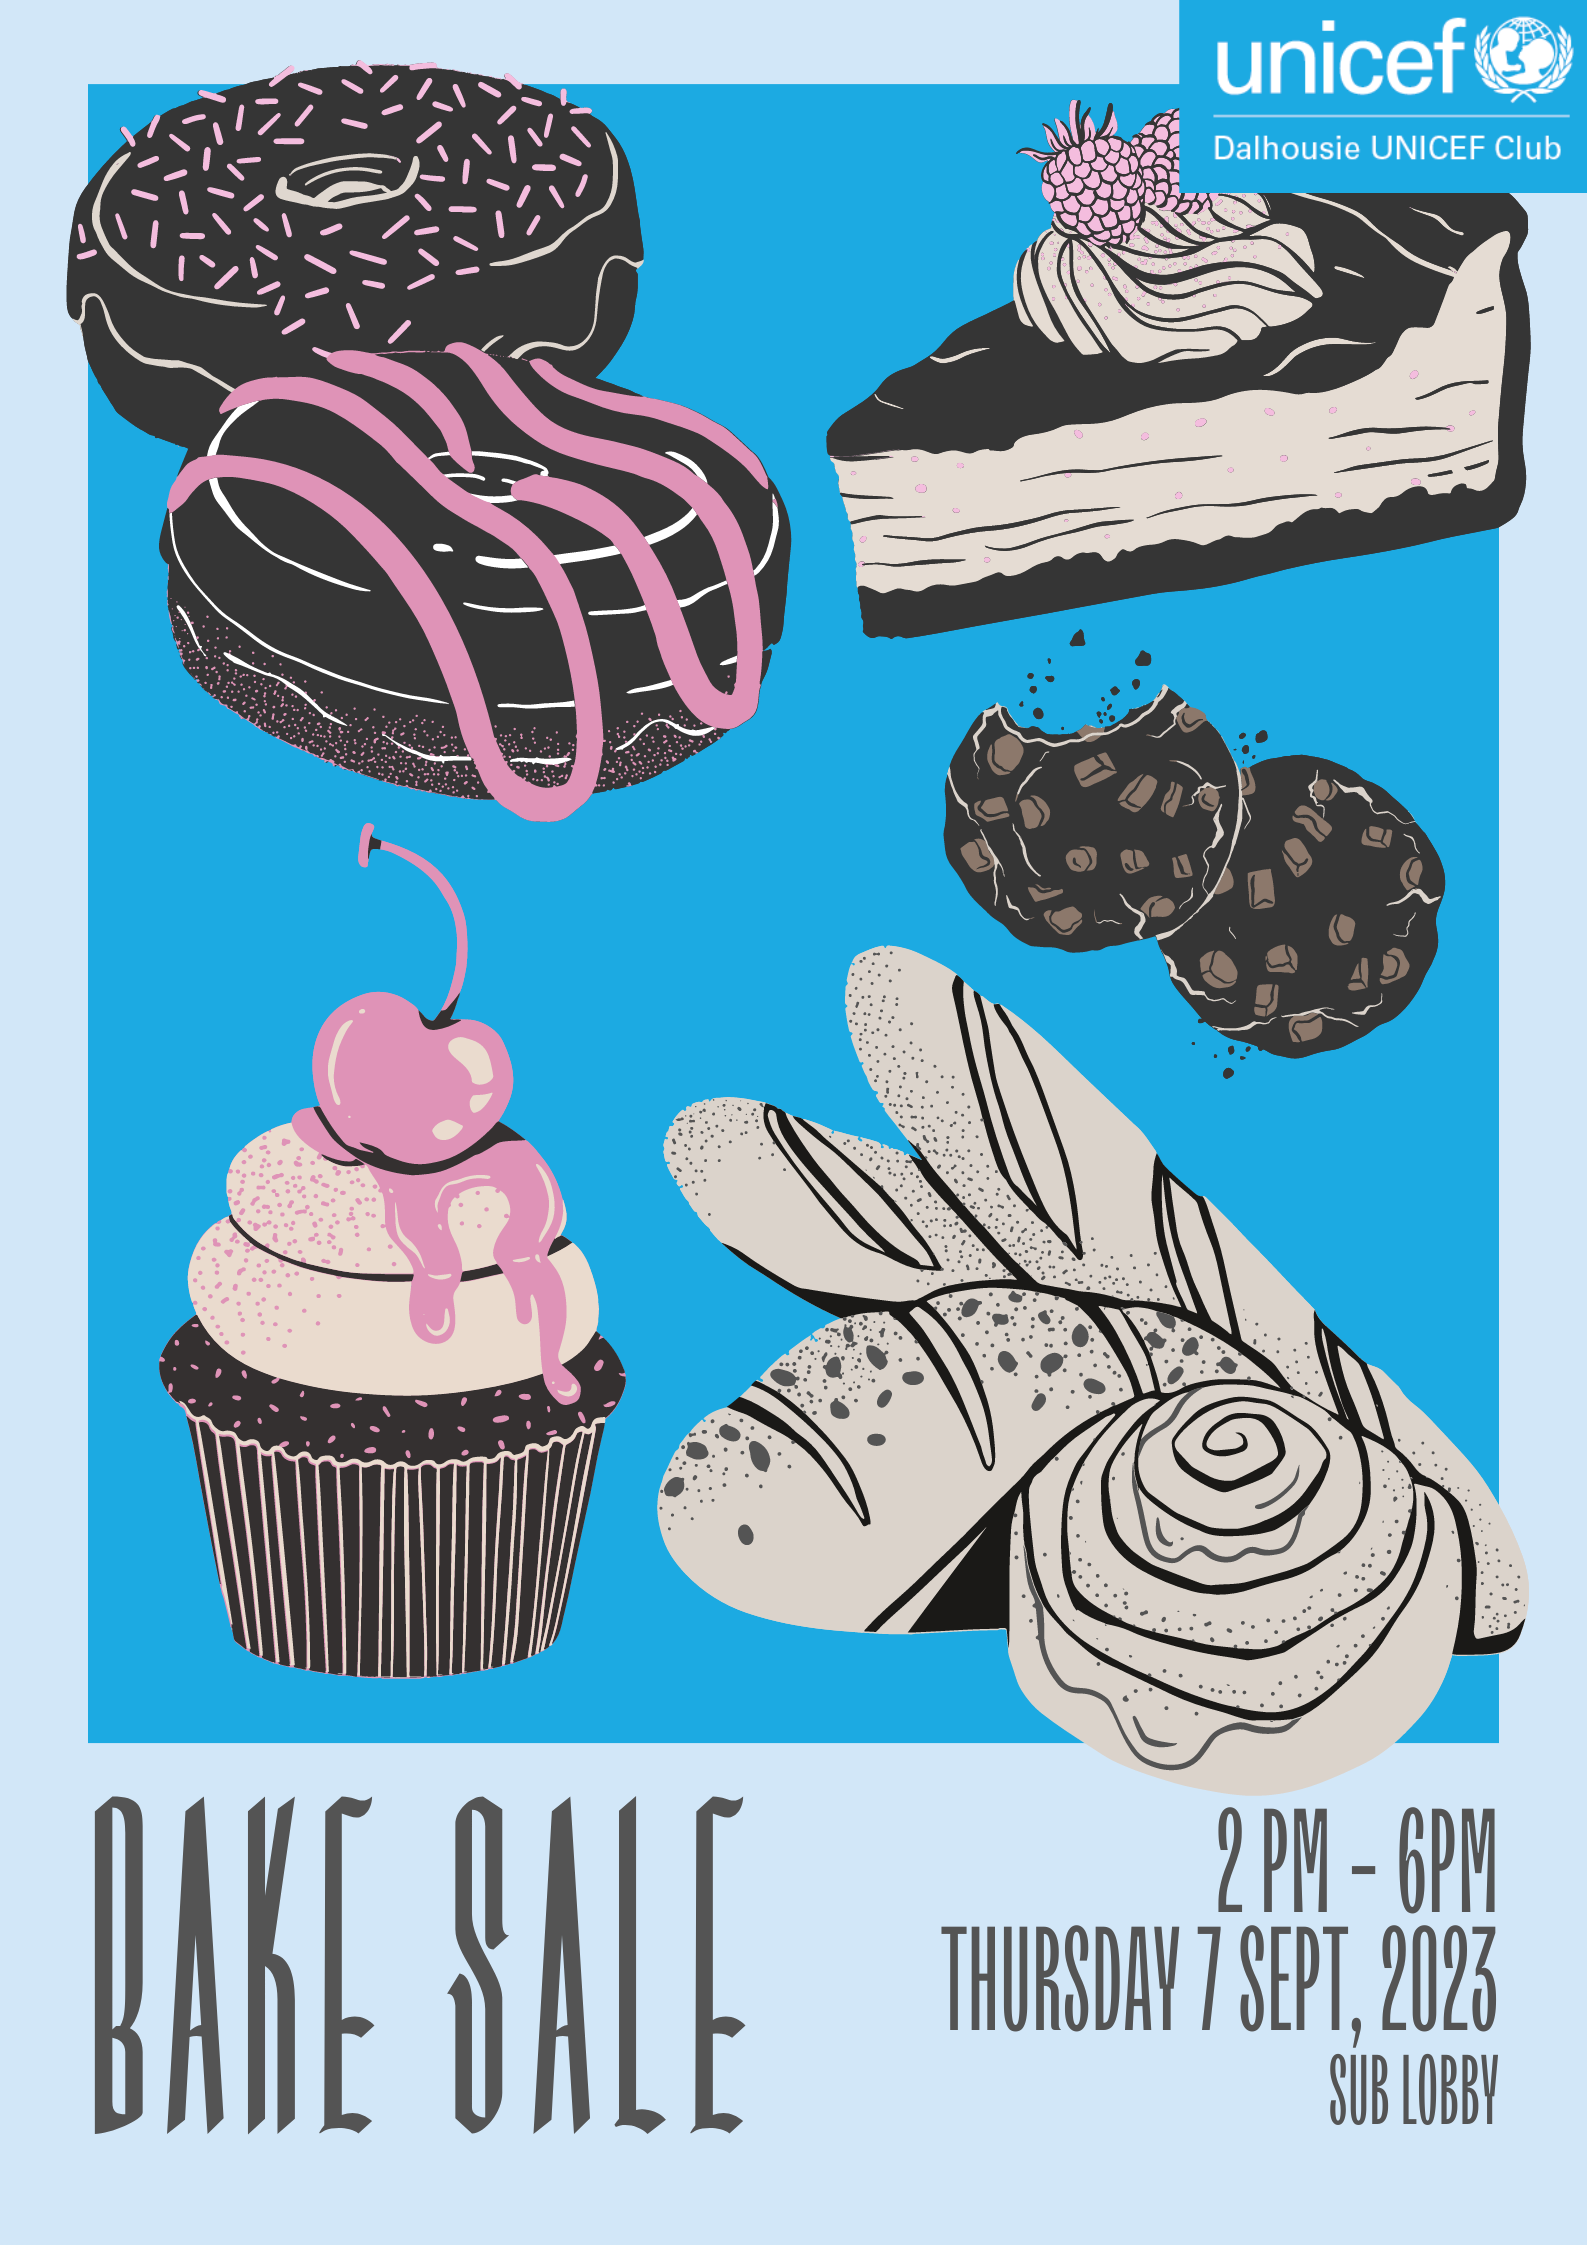 unicef
Dalhousie UNICEF Club
BAKE SALE
2 PM - 6PM
THURSDAY 7 SEPT, 2023
SUB LOBBY